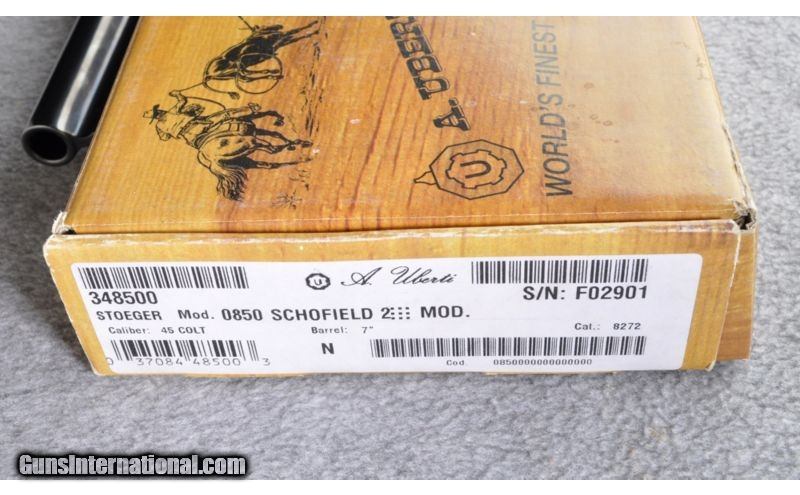 A. UBER
WORLD'S FINEST
U
348500
U A. Uberti
S/N: F02901
STOEGER Mod. 0850 SCHOFIELD 2 MOD.
Caliber: 45 COLT Barrel: 7" Cat.: 8272
0 37084 48500 3
N
Cod. 0850000000000000
GunsInternational.com